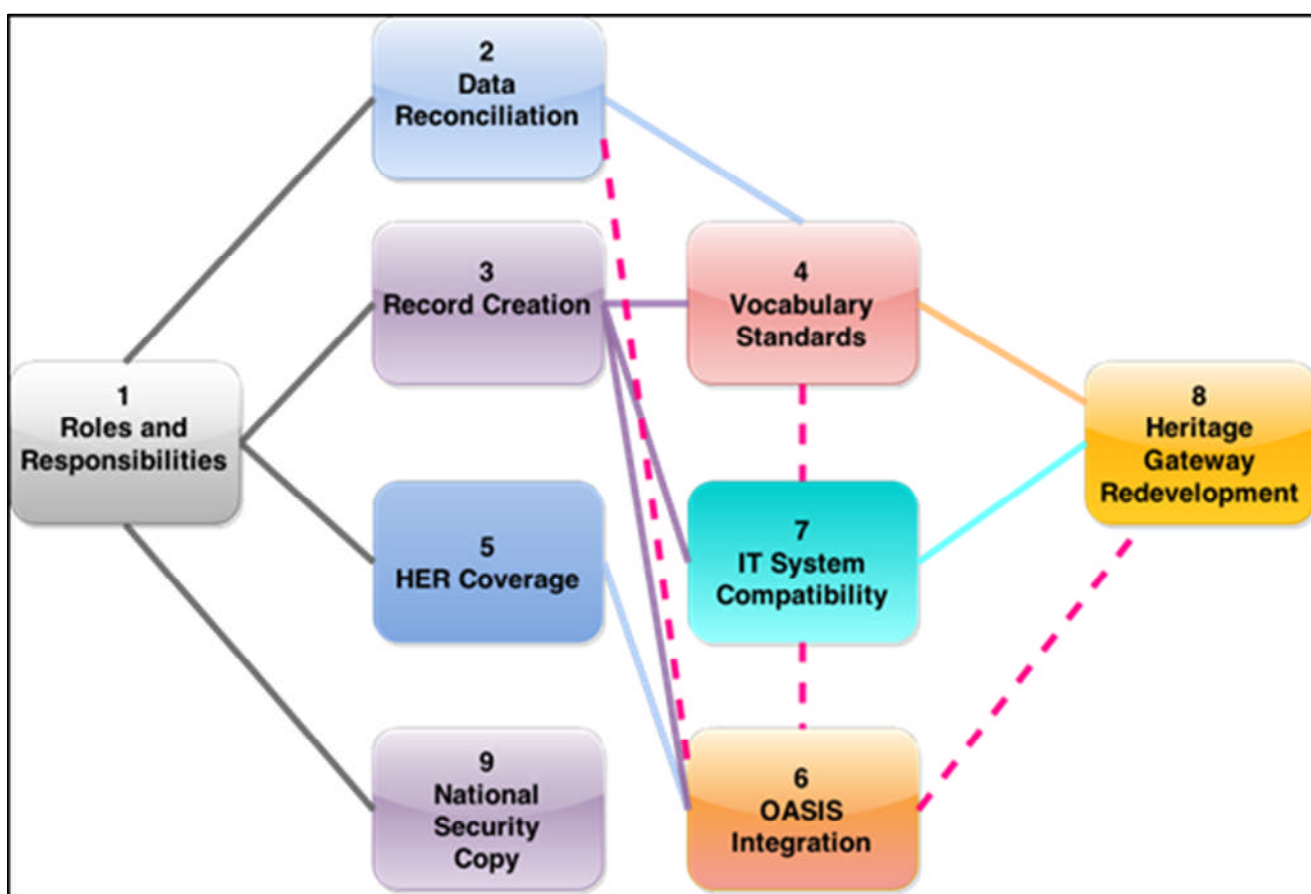 2
Data
Reconciliation
3
Record Creation
4
Vocabulary
Standards
1
Roles and
Responsibilities
8
Heritage
Gateway
Redevelopment
5
HER Coverage
7
IT System
Compatibility
9
National
Security
Copy
6
OASIS
Integration